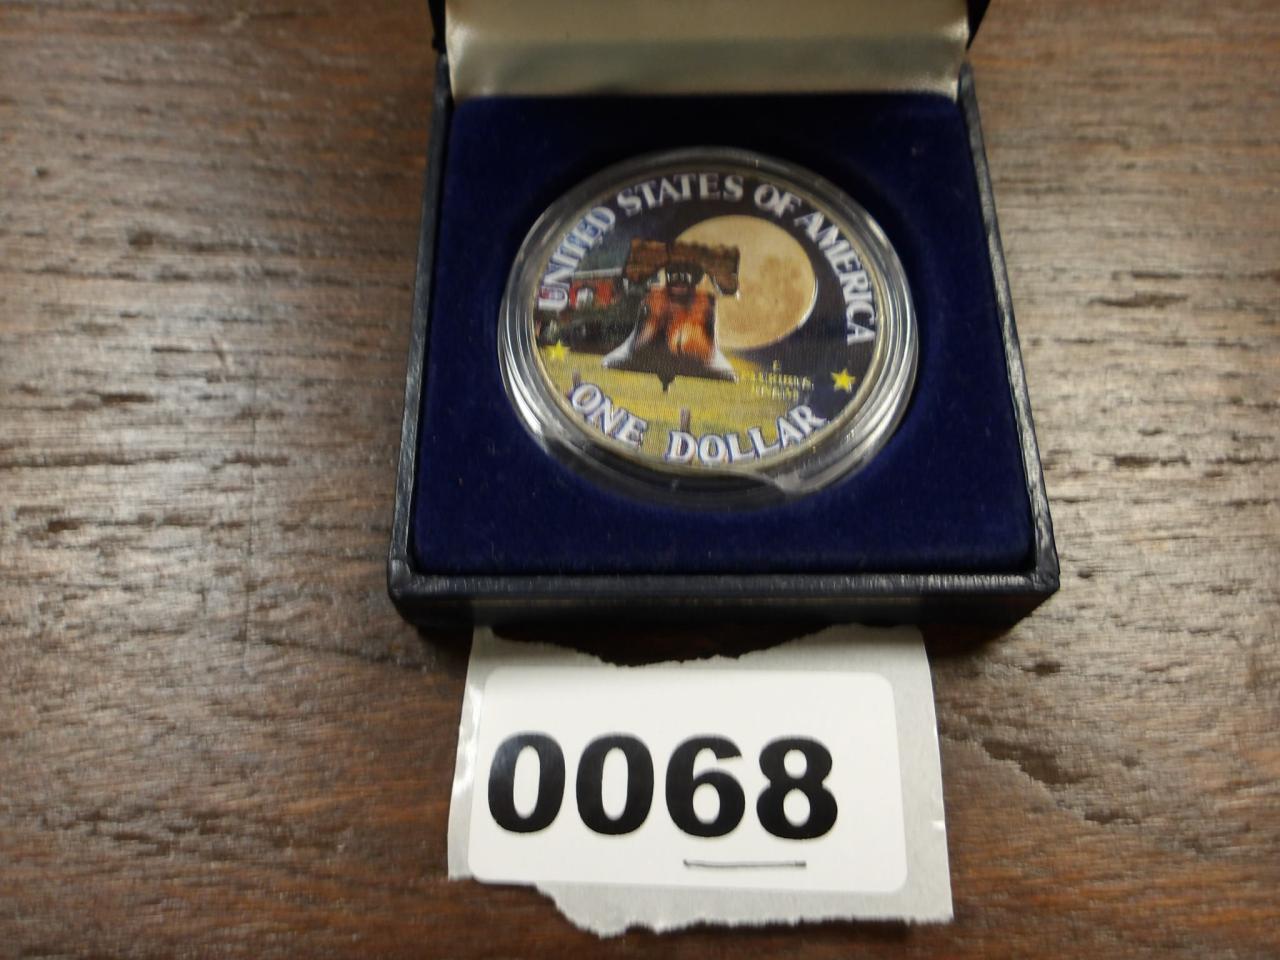 UNITED STATES OF AMERICA
ONE DOLLAR
0068